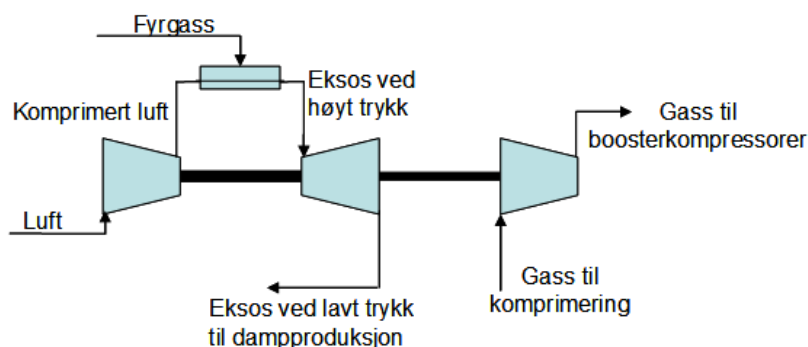 Fyrgass
Komprimert luft
Eksos ved
høyt trykk
Gass til
boosterkompressorer
Luft
Eksos ved lavt trykk
til dampproduksjon
Gass til
komprimering